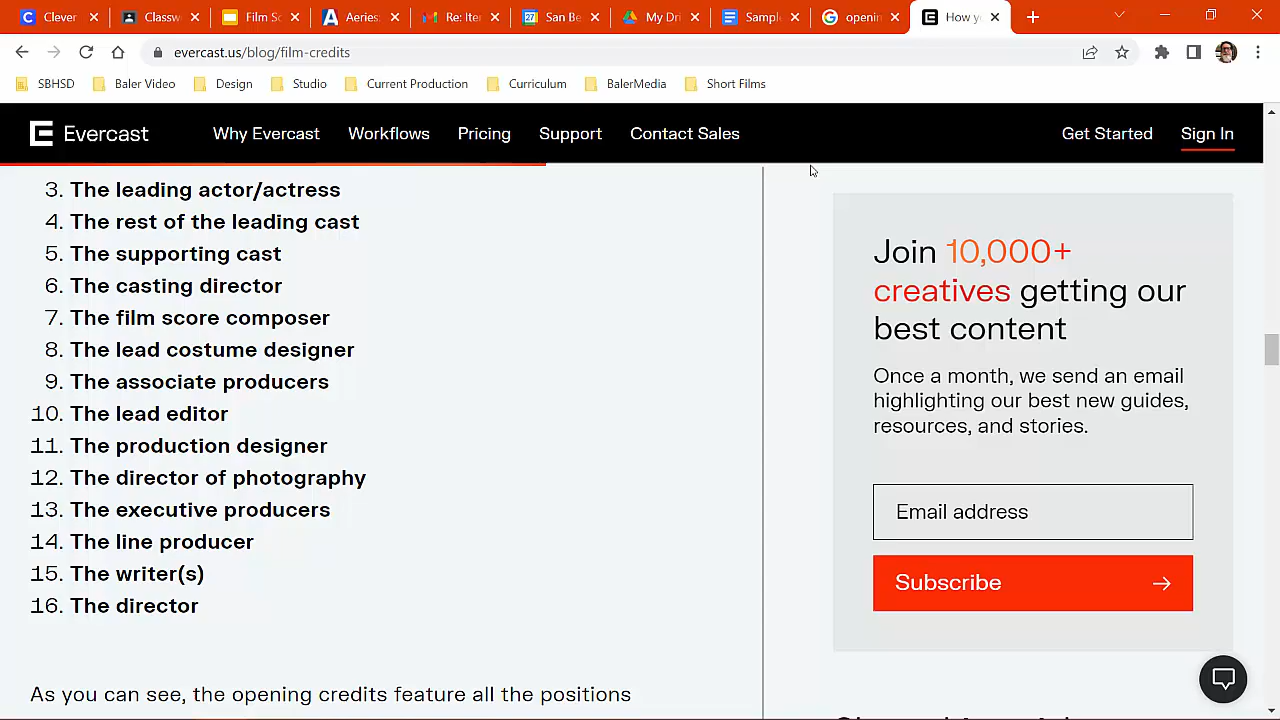 Clever
Classw
Film Sc
Aeries:
Re: Iter
27
San Be
My Dri
Sample
openin
How yo
evercast.us/blog/film-credits
SBHSD
Baler Video
Design
Studio
Current Production
Curriculum
BalerMedia
Short Films
Evercast
Why Evercast
Workflows
Pricing
Support
Contact Sales
Get Started
Sign In
3. The leading actor/actress
4. The rest of the leading cast
5. The supporting cast
6. The casting director
7. The film score composer
8. The lead costume designer
9. The associate producers
10. The lead editor
11. The production designer
12. The director of photography
13. The executive producers
14. The line producer
15. The writer(s)
16. The director
As you can see, the opening credits feature all the positions
Join 10,000+
creatives getting our
best content
Once a month, we send an email
highlighting our best new guides,
resources, and stories.
Email address
Subscribe